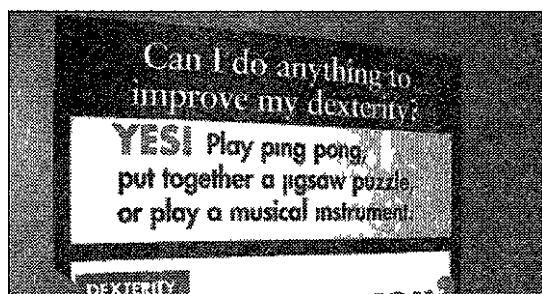 Can I do anything to
improve my dexterity?
YES! Play ping pong,
put together a jigsaw puzzle,
or play a musical instrument.
DEXTERITY